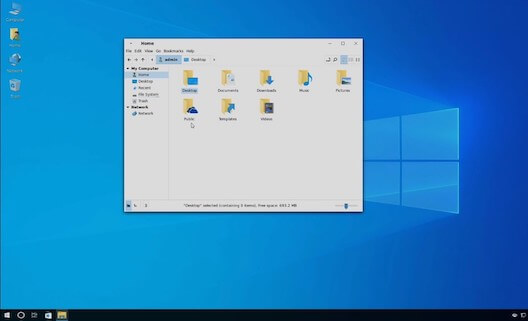 Computer
Home
Network
Trash
Home
File Edit View Go Bookmarks Help
admin Desktop
My Computer
Home
Desktop
Recent
File System
Trash
Network
Network
Desktop Documents Downloads Music Pictures
Public Templates Videos
"Desktop" selected (containing 5 items), Free space: 693.2 MB